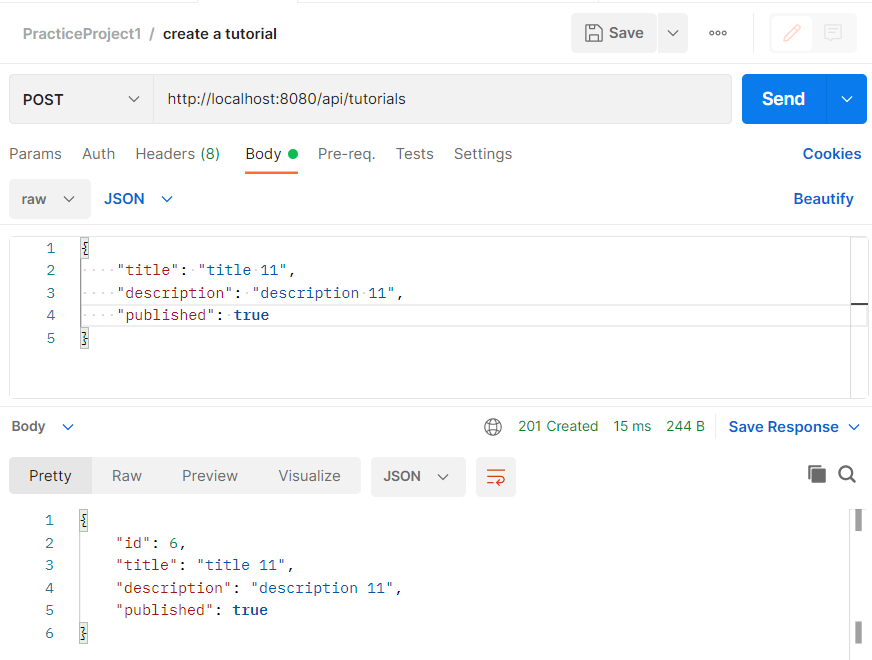 PracticeProject1 / create a tutorial Save
POST http://localhost:8080/api/tutorials Send
Params Auth Headers (8) Body Pre-req. Tests Settings Cookies
raw JSON Beautify
1 {
2 "title": "title 11",
3 "description": "description 11",
4 "published": true
5 }
Body 201 Created 15 ms 244 B Save Response
Pretty Raw Preview Visualize JSON
1 {
2 "id": 6,
3 "title": "title 11",
4 "description": "description 11",
5 "published": true
6 }